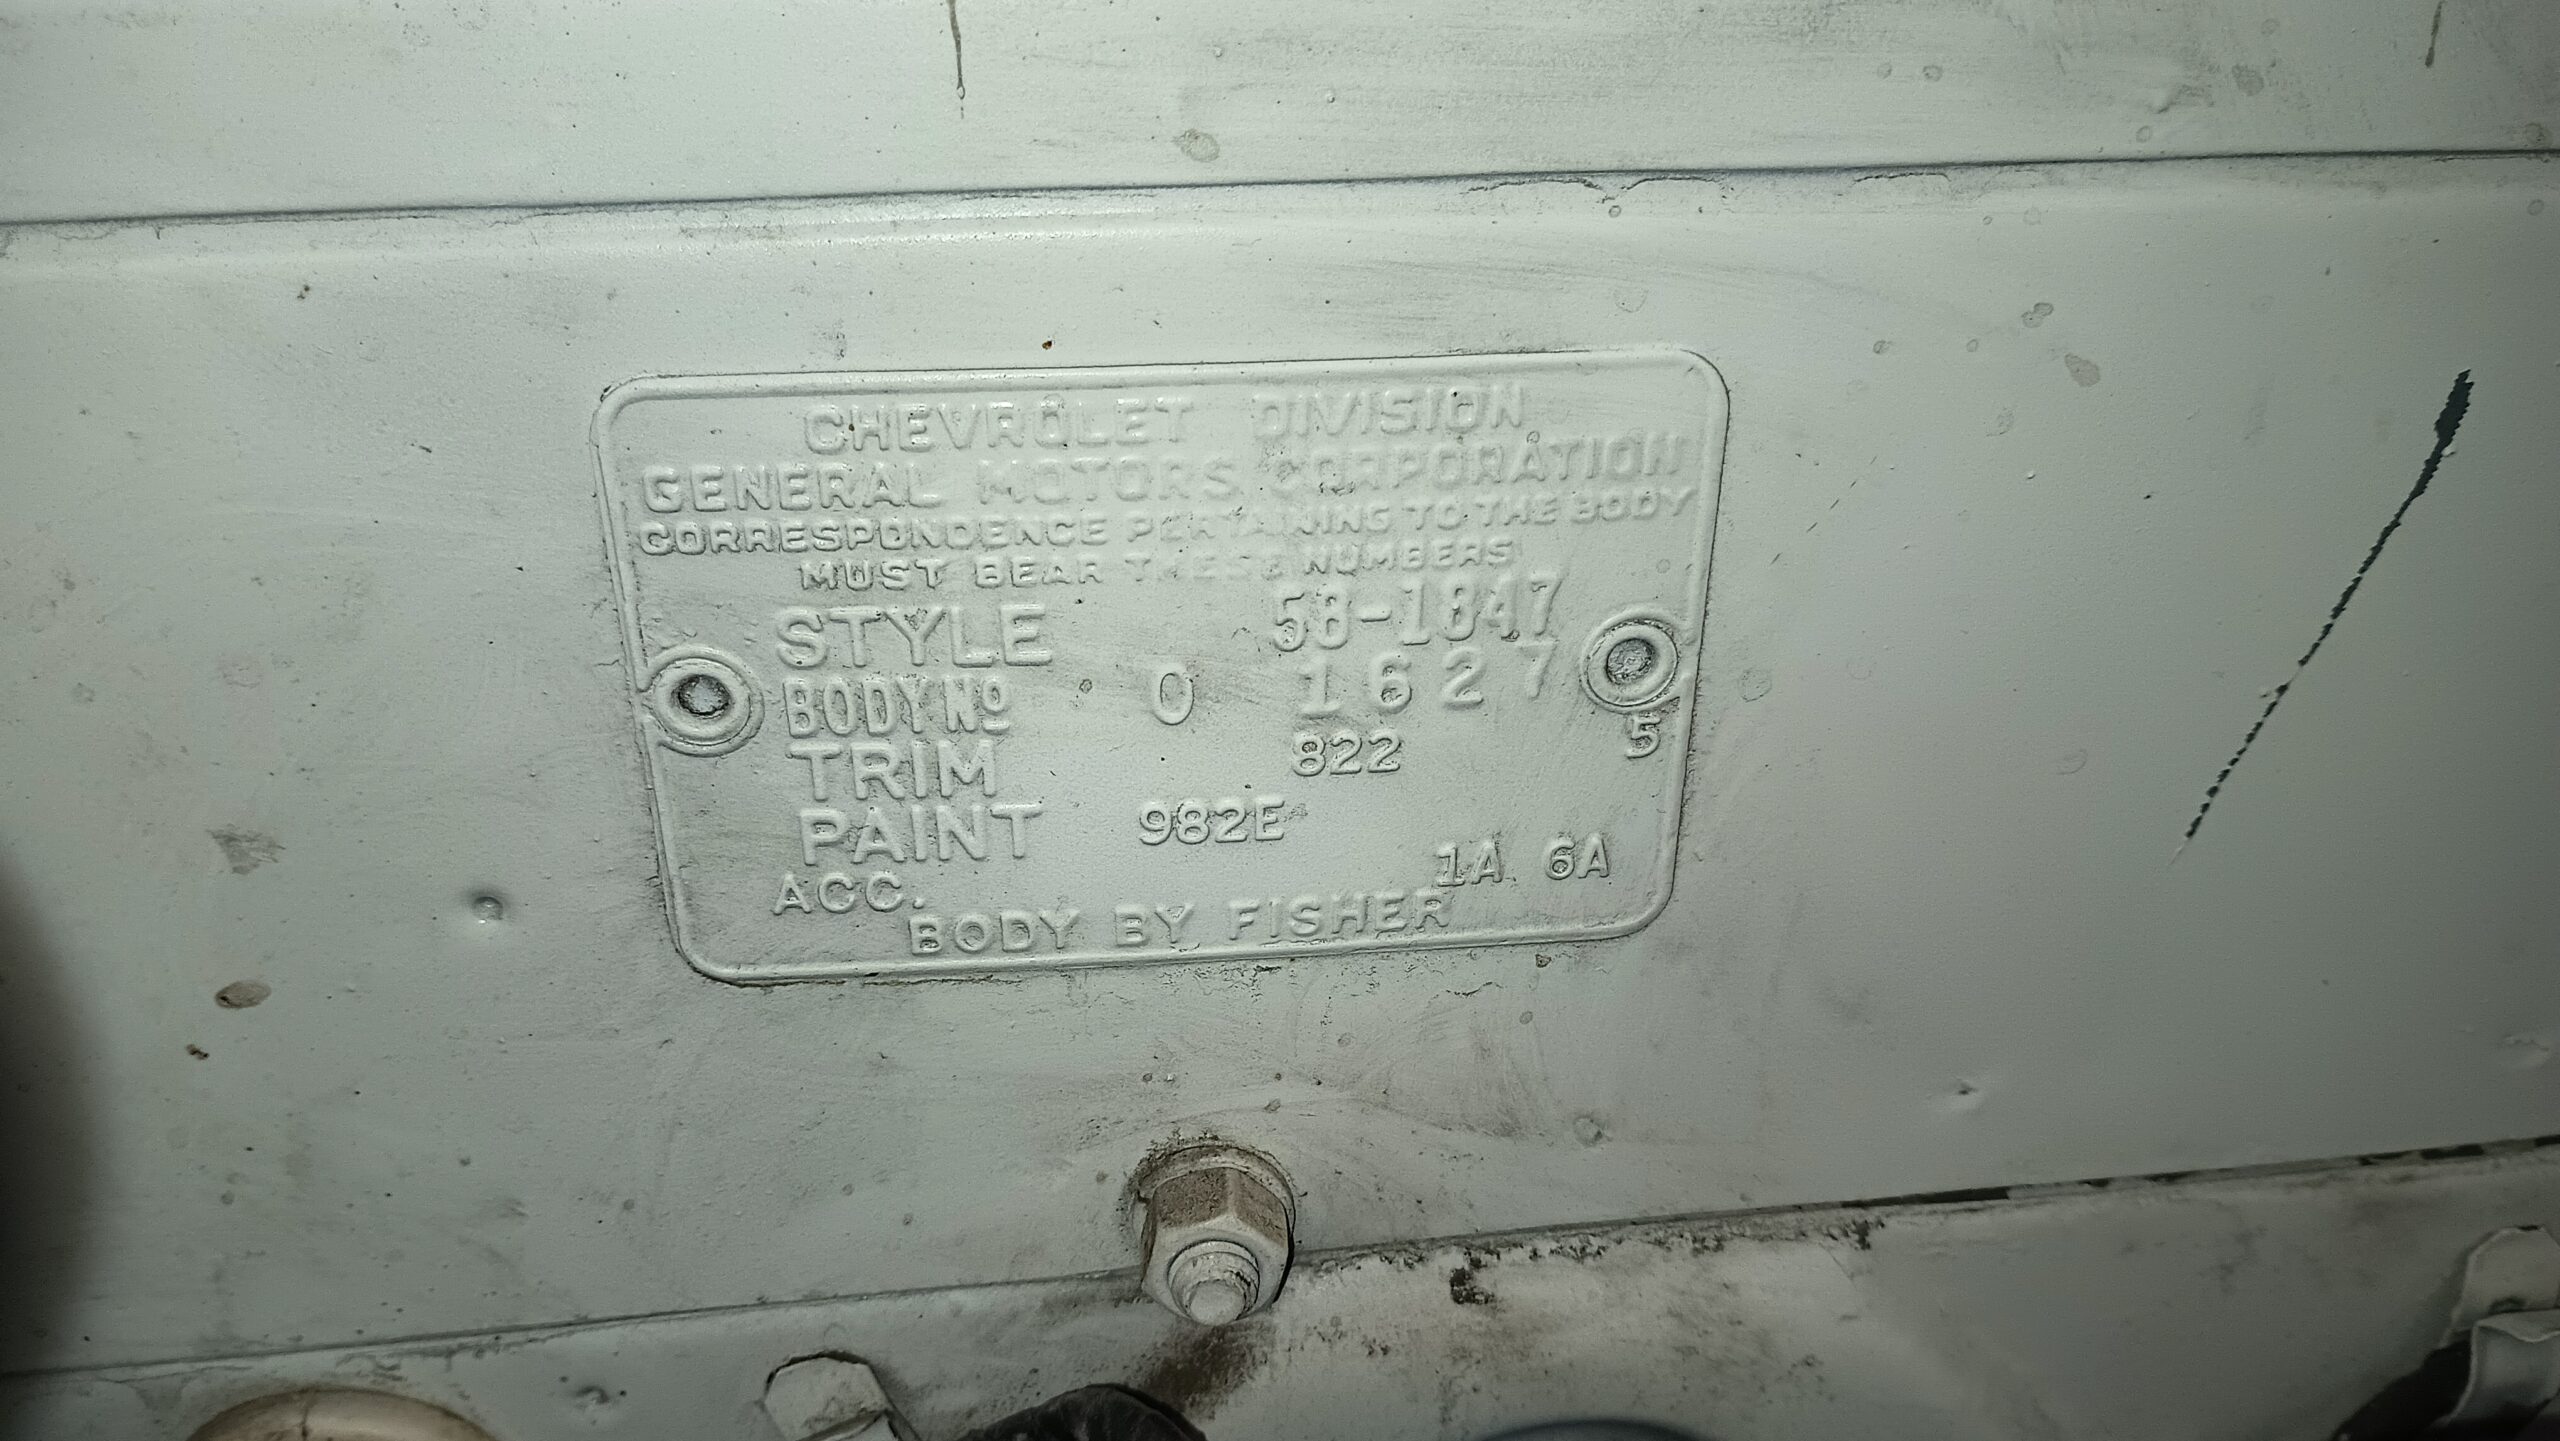 CHEVROLET DIVISION
GENERAL MOTORS CORPORATION
CORRESPONDENCE PERTAINING TO THE BODY
MUST BEAR THESE NUMBERS
STYLE 58-1847
BODY Nº O 1627
TRIM 822 5
PAINT 982E
1A 6A
ACC.
BODY BY FISHER